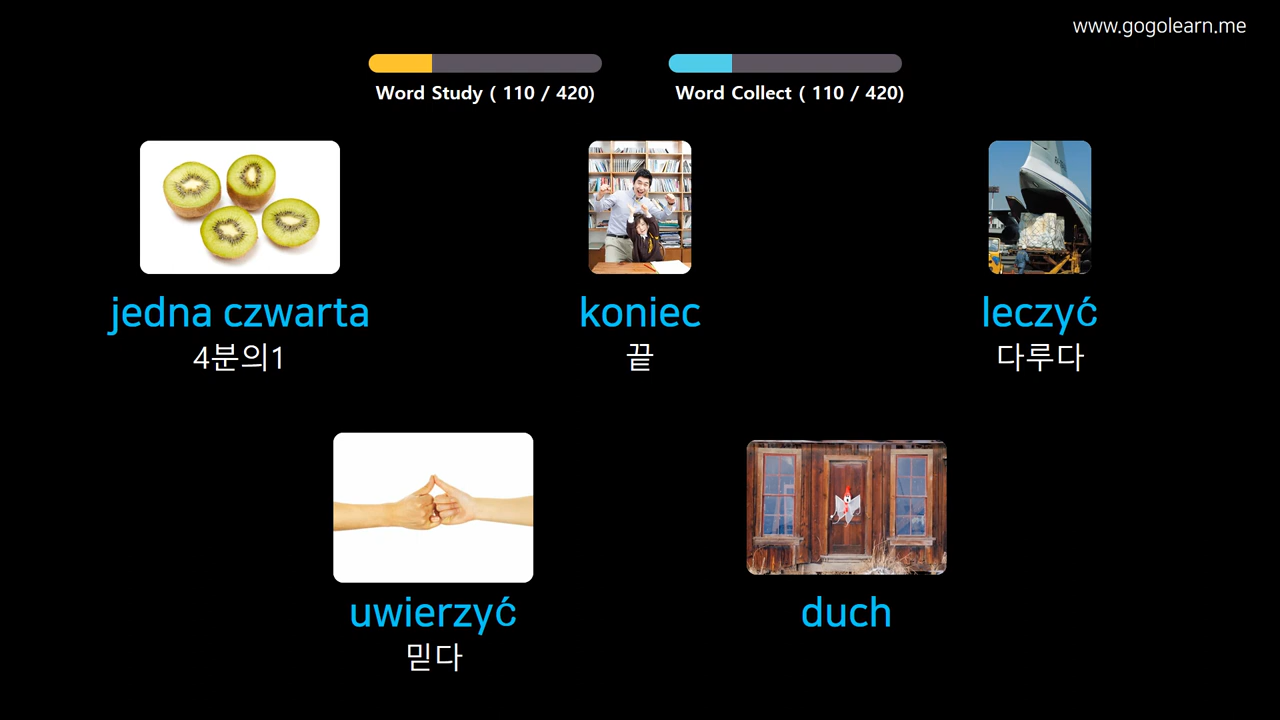 www.gogolearn.me
Word Study ( 110 / 420)
Word Collect ( 110 / 420)
jedna czwarta
4분의1
koniec
끝
leczyć
다루다
uwierzyć
믿다
duch